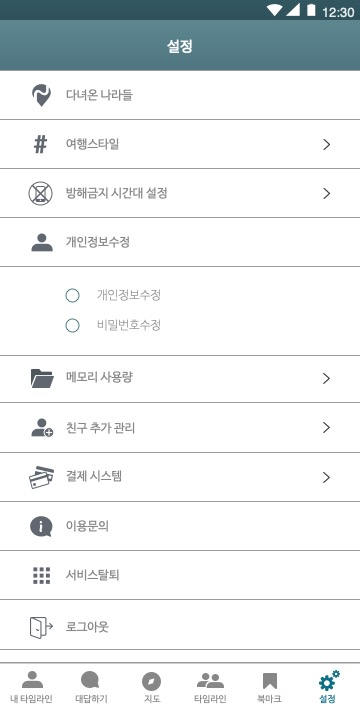 12:30
설정
다녀온 나라들
# 여행스타일
방해금지 시간대 설정
개인정보수정
개인정보수정
비밀번호수정
메모리 사용량
친구 추가 관리
결제 시스템
이용문의
서비스탈퇴
로그아웃
내 타임라인 대답하기 지도 타임라인 북마크 설정